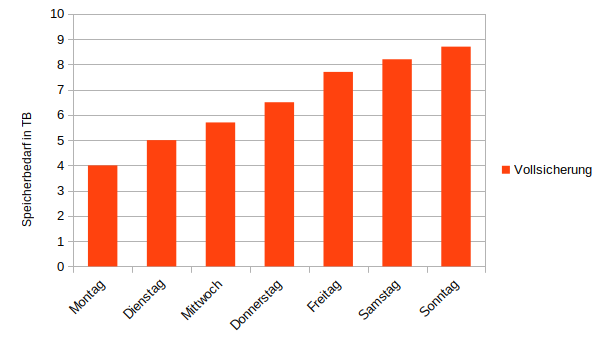 10
9
8
7
6
5
4
3
2
1
0
Speicherbedarf in TB
Montag
Dienstag
Mittwoch
Donnerstag
Freitag
Samstag
Sonntag
Vollsicherung